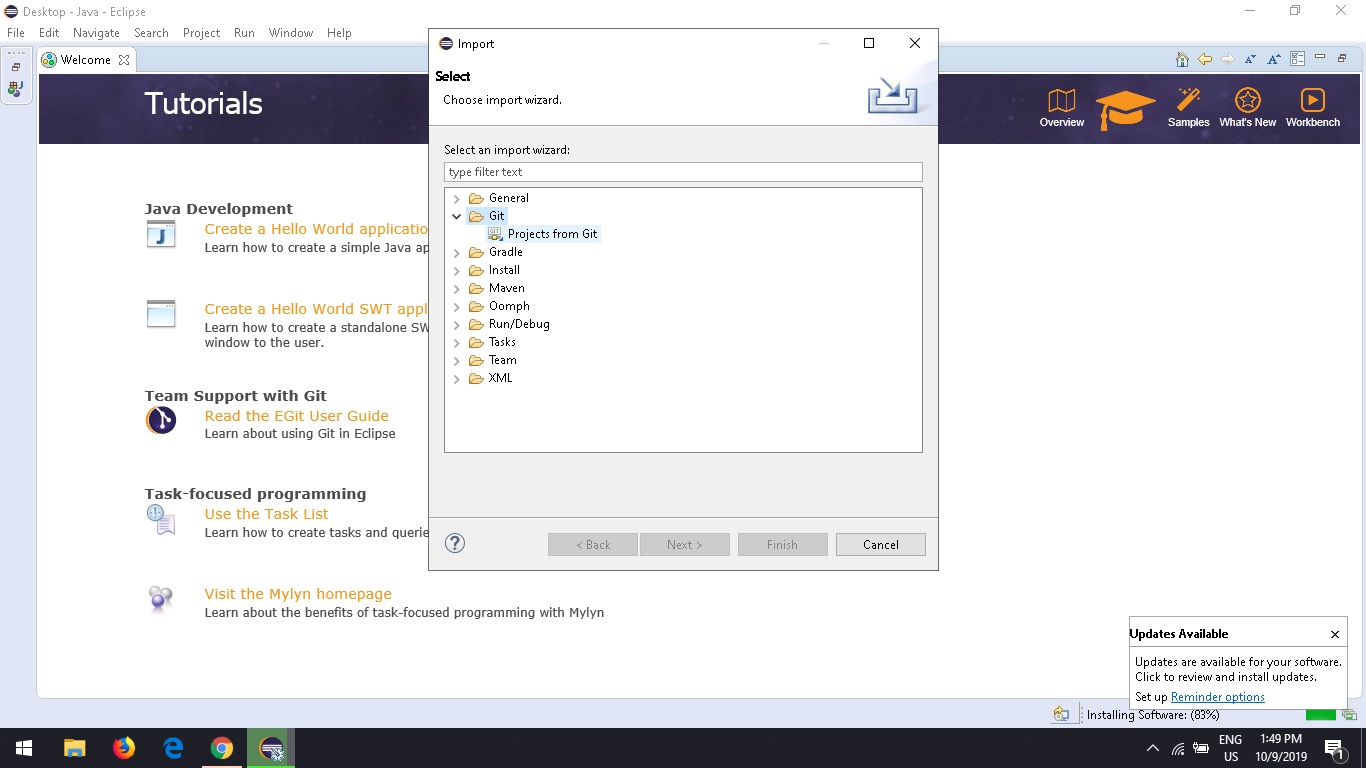 Desktop - Java - Eclipse
File Edit Navigate Search Project Run Window Help
Welcome
Tutorials
Overview
Samples
What's New
Workbench
Java Development
Create a Hello World applicatio
Learn how to create a simple Java ap
Create a Hello World SWT appl
Learn how to create a standalone SW
window to the user.
Team Support with Git
Read the EGit User Guide
Learn about using Git in Eclipse
Task-focused programming
Use the Task List
Learn how to create tasks and querie
Visit the Mylyn homepage
Learn about the benefits of task-focused programming with Mylyn
Import
Select
Choose import wizard.
Select an import wizard:
type filter text
General
Git
GIT
Projects from Git
Gradle
Install
Maven
Oomph
Run/Debug
Tasks
Team
XML
?
< Back
Next >
Finish
Cancel
Updates Available
Updates are available for your software.
Click to review and install updates.
Set up Reminder options
Installing Software: (83%)
ENG
US
1:49 PM
10/9/2019
1